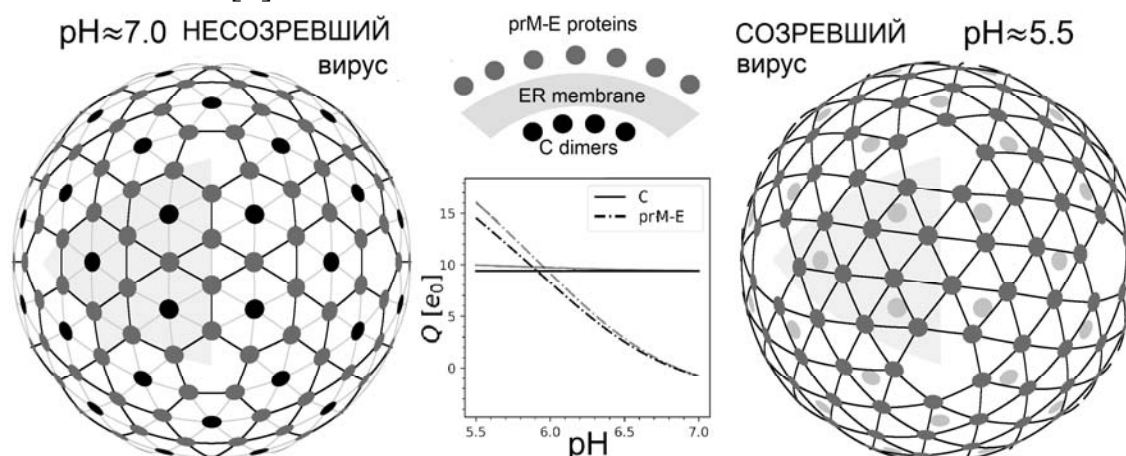 pH≈7.0 НЕСОЗРЕВШИЙ
вирус
prM-E proteins
ER membrane
C dimers
СОЗРЕВШИЙ pH≈5.5
вирус
C
prM-E
Q [e₀]
15
10
5
0
5.5 6.0 6.5 7.0
pH